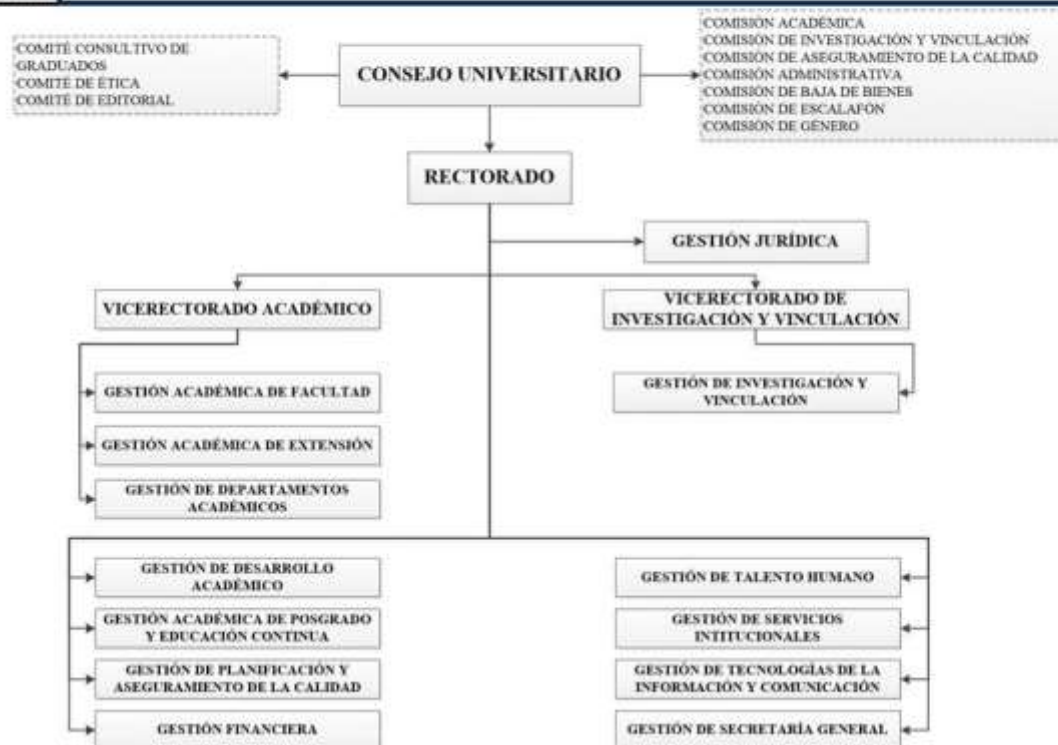 COMITÉ CONSULTIVO DE
GRADUADOS
COMITÉ DE ÉTICA
COMITÉ DE EDITORIAL
CONSEJO UNIVERSITARIO
COMISIÓN ACADÉMICA
COMISIÓN DE INVESTIGACIÓN Y VINCULACIÓN
COMISIÓN DE ASEGURAMIENTO DE LA CALIDAD
COMISIÓN ADMINISTRATIVA
COMISIÓN DE BAJA DE BIENES
COMISIÓN DE ESCALAFÓN
COMISIÓN DE GÉNERO
RECTORADO
GESTIÓN JURÍDICA
VICERECTORADO ACADÉMICO
VICERECTORADO DE
INVESTIGACIÓN Y VINCULACIÓN
GESTIÓN ACADÉMICA DE FACULTAD
GESTIÓN ACADÉMICA DE EXTENSIÓN
GESTIÓN DE DEPARTAMENTOS
ACADÉMICOS
GESTIÓN DE INVESTIGACIÓN Y
VINCULACIÓN
GESTIÓN DE DESARROLLO
ACADÉMICO
GESTIÓN ACADÉMICA DE POSGRADO
Y EDUCACIÓN CONTINUA
GESTIÓN DE PLANIFICACIÓN Y
ASEGURAMIENTO DE LA CALIDAD
GESTIÓN FINANCIERA
GESTIÓN DE TALENTO HUMANO
GESTIÓN DE SERVICIOS
INTITUCIONALES
GESTIÓN DE TECNOLOGÍAS DE LA
INFORMACIÓN Y COMUNICACIÓN
GESTIÓN DE SECRETARÍA GENERAL